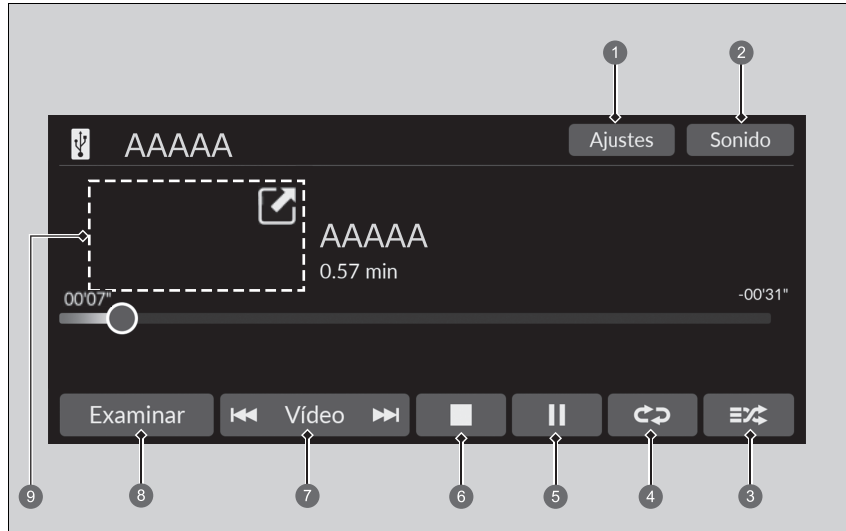 1 2
AAAAA Ajustes Sonido
AAAAA
0.57 min
00'07" -00'31"
Examinar Vídeo
9 8 7 6 5 4 3